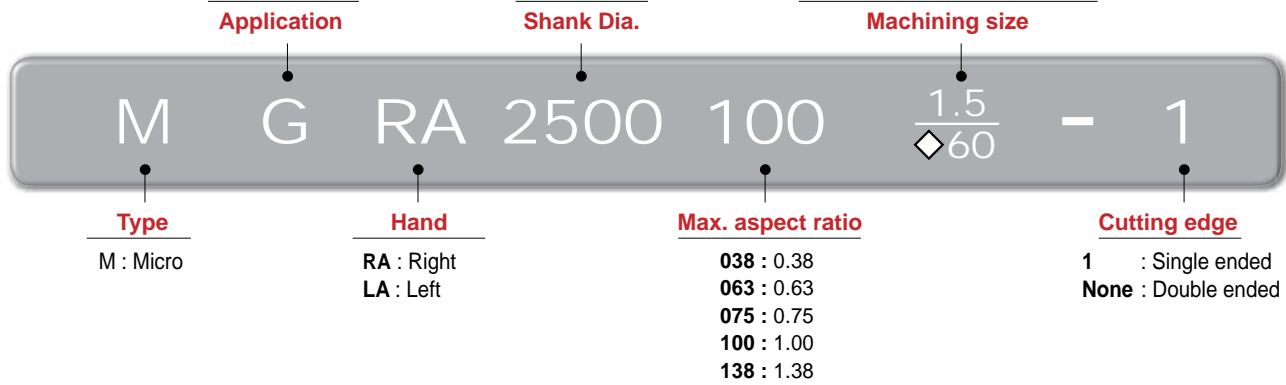 Application Shank Dia. Machining size
M G RA 2500 100 1.5/◇60 - 1
Type Hand Max. aspect ratio Cutting edge
M : Micro
RA : Right
LA : Left
038 : 0.38
063 : 0.63
075 : 0.75
100 : 1.00
138 : 1.38
1 : Single ended
None : Double ended